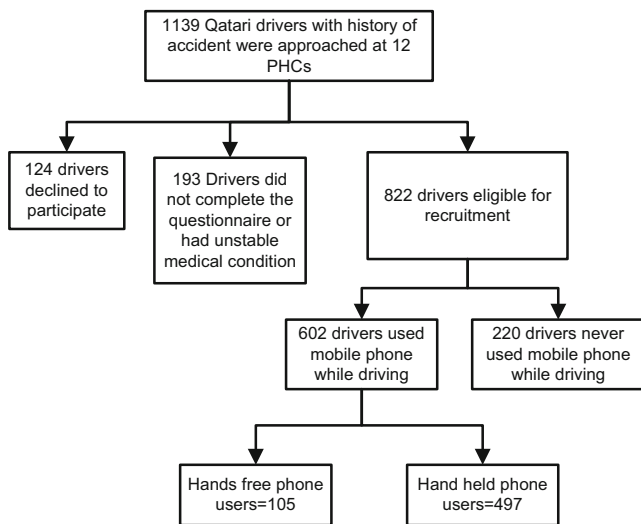 1139 Qatari drivers with history of
accident were approached at 12
PHCs
124 drivers
declined to
participate
193 Drivers did
not complete the
questionnaire or
had unstable
medical condition
822 drivers eligible for
recruitment
602 drivers used
mobile phone
while driving
220 drivers never
used mobile phone
while driving
Hands free phone
users=105
Hand held phone
users=497